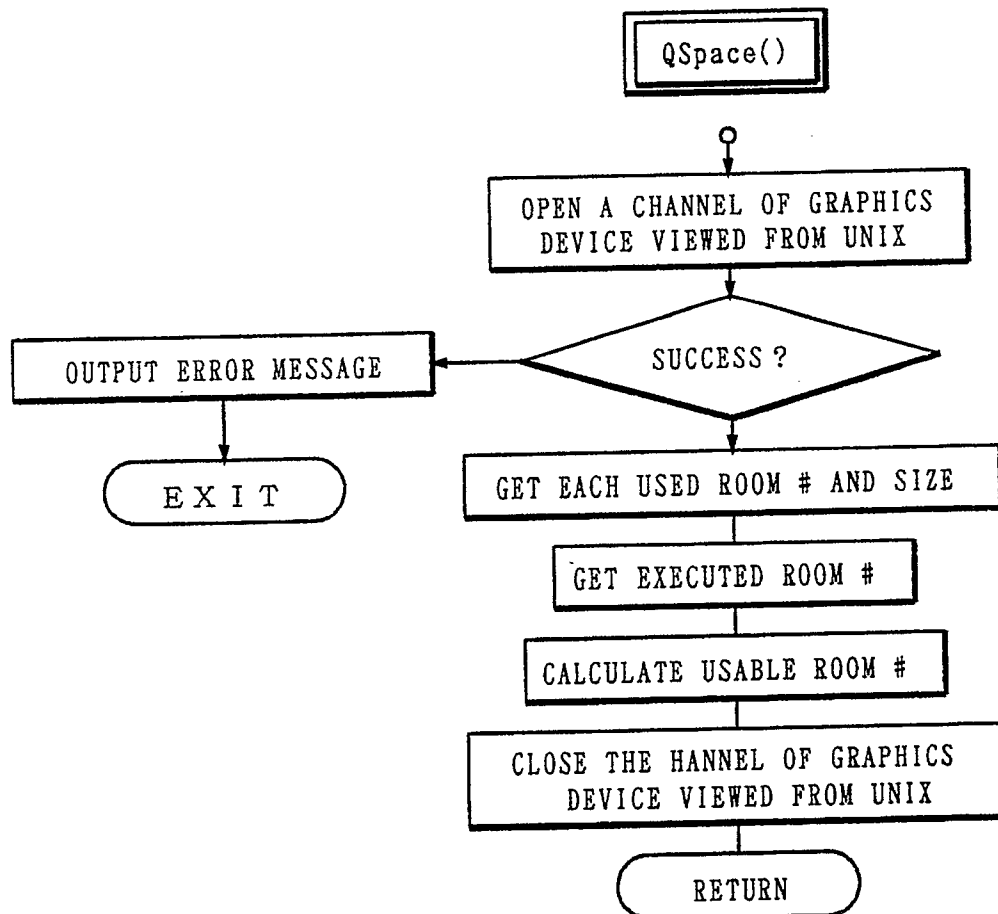 QSpace()
OPEN A CHANNEL OF GRAPHICS
DEVICE VIEWED FROM UNIX
SUCCESS?
OUTPUT ERROR MESSAGE
EXIT
GET EACH USED ROOM # AND SIZE
GET EXECUTED ROOM #
CALCULATE USABLE ROOM #
CLOSE THE HANNEL OF GRAPHICS
DEVICE VIEWED FROM UNIX
RETURN